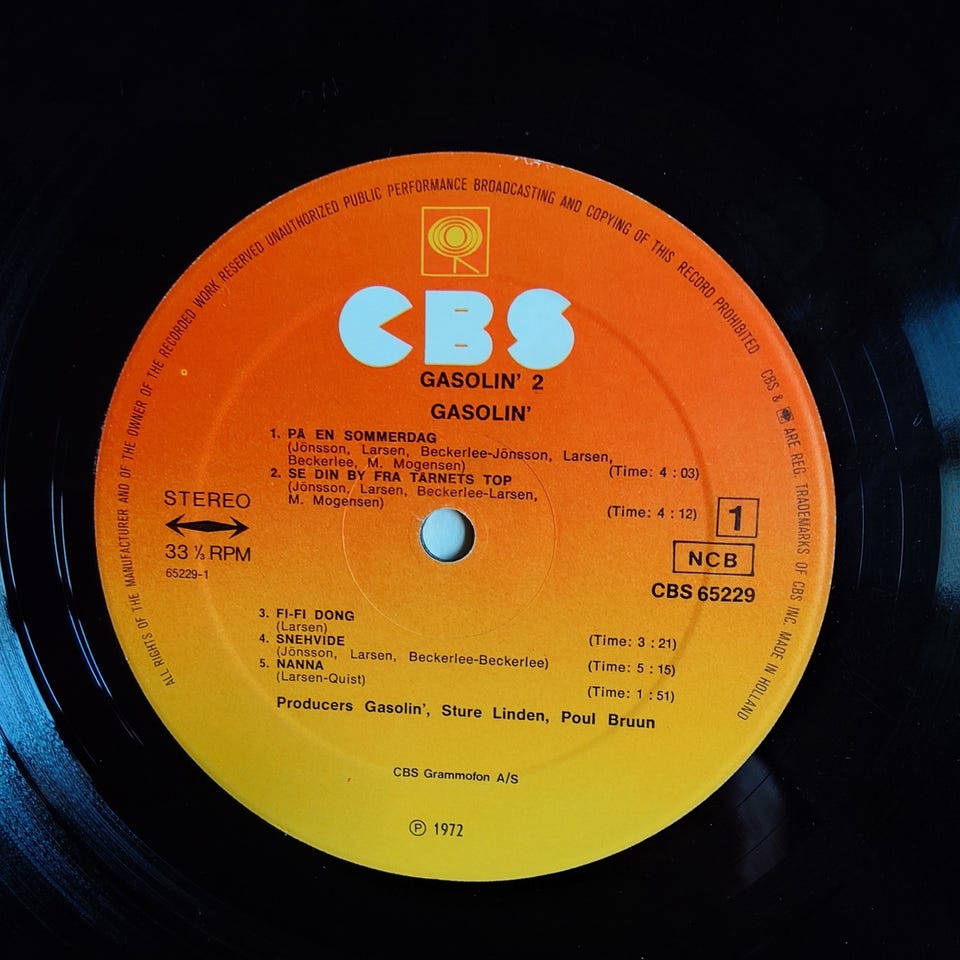 ALL RIGHTS OF THE MANUFACTURER AND OF THE OWNER OF THE RECORDED WORK RESERVED UNAUTHORIZED PUBLIC PERFORMANCE BROADCASTING AND COPYING OF THIS RECORD PROHIBITED CBS & ARE REG. TRADEMARKS OF CBS INC. MADE IN HOLLAND
CBS
GASOLIN' 2
GASOLIN'
1. PÅ EN SOMMERDAG
(Jönsson, Larsen, Beckerlee-Jönsson, Larsen,
Beckerlee, M. Mogensen) (Time: 4 : 03)
2. SE DIN BY FRA TÅRNETS TOP
(Jönsson, Larsen, Beckerlee-Larsen,
M. Mogensen) (Time: 4 : 12)
STEREO
33 ⅓ RPM
65229-1
1
NCB
CBS 65229
3. FI-FI DONG
(Larsen) (Time: 3 : 21)
4. SNEHVIDE
(Jönsson, Larsen, Beckerlee-Beckerlee) (Time: 5 : 15)
5. NANNA
(Larsen-Quist) (Time: 1 : 51)
Producers Gasolin', Sture Linden, Poul Bruun
CBS Grammofon A/S
℗ 1972